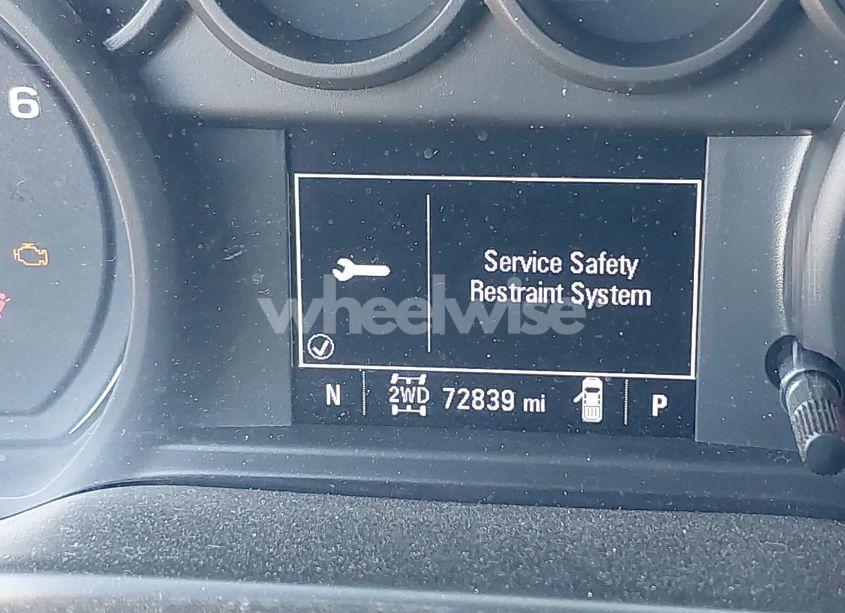 6
Service Safety
Restraint System
wheelwise
N 2WD 72839 mi P